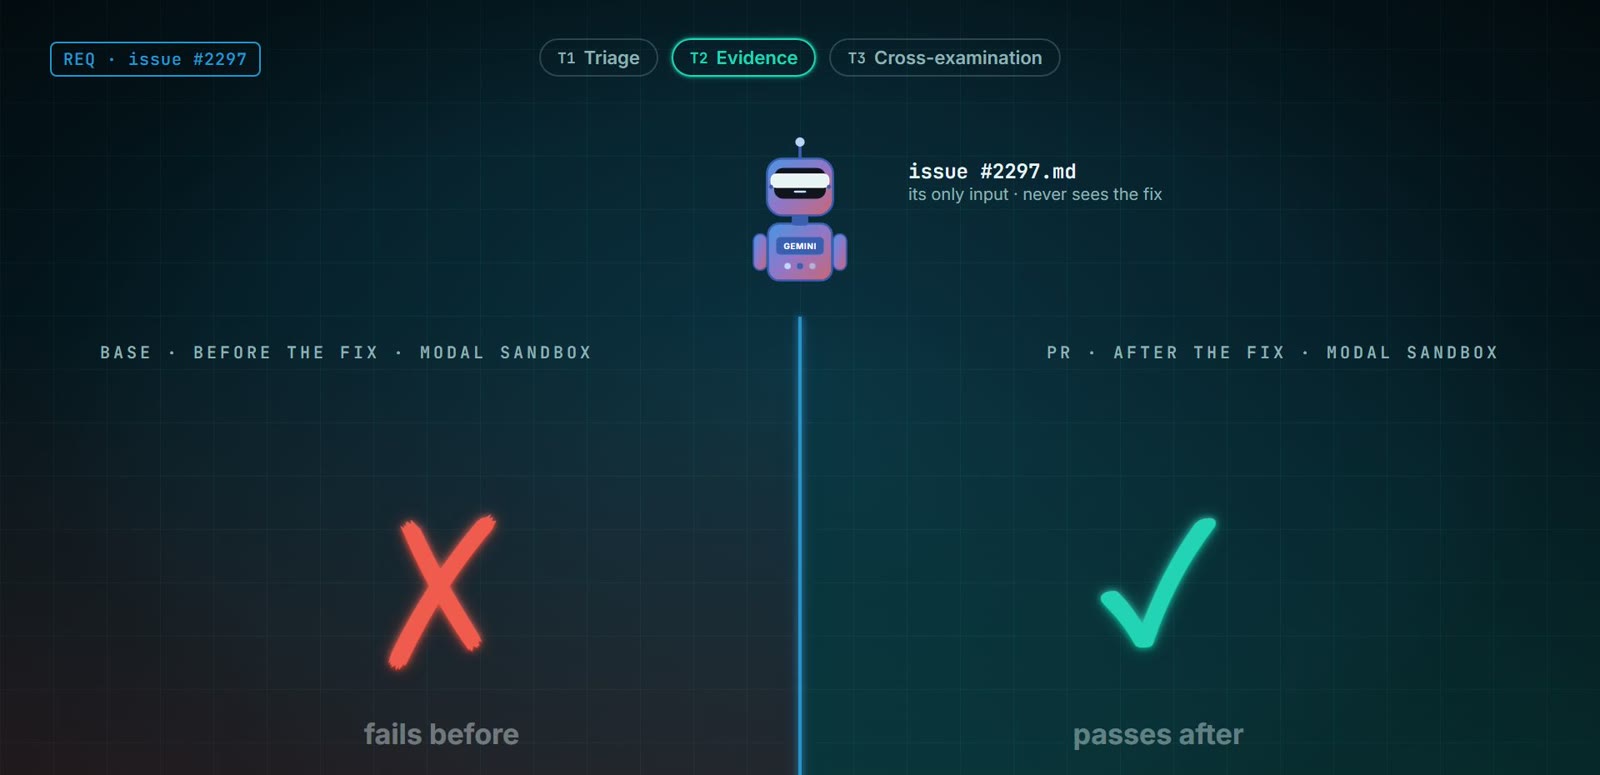 REQ · issue #2297
T1 Triage
T2 Evidence
T3 Cross-examination
issue #2297.md
its only input · never sees the fix
GEMINI
BASE · BEFORE THE FIX · MODAL SANDBOX
PR · AFTER THE FIX · MODAL SANDBOX
fails before
passes after